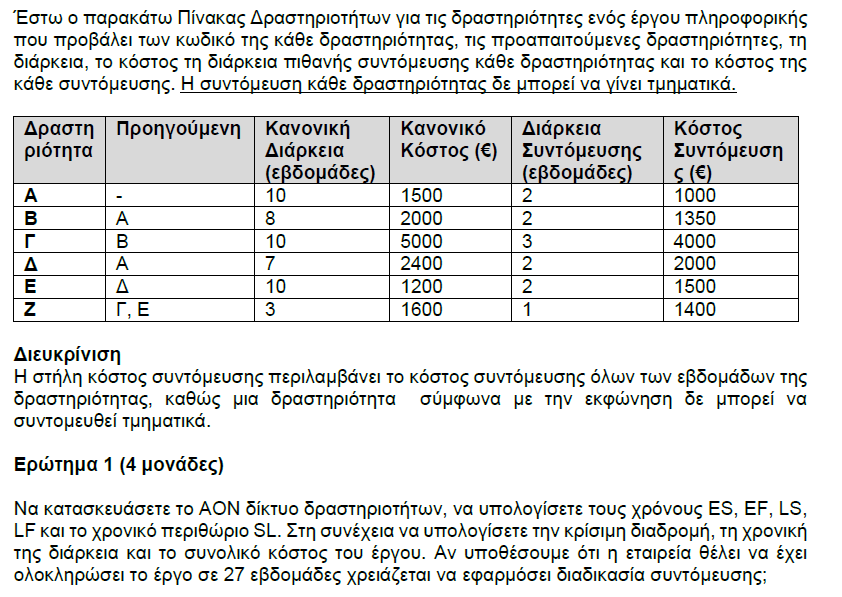 Έστω ο παρακάτω Πίνακας Δραστηριοτήτων για τις δραστηριότητες ενός έργου πληροφορικής
που προβάλει των κωδικό της κάθε δραστηριότητας, τις προαπαιτούμενες δραστηριότητες, τη
διάρκεια, το κόστος τη διάρκεια πιθανής συντόμευσης κάθε δραστηριότητας και το κόστος της
κάθε συντόμευσης. Η συντόμευση κάθε δραστηριότητας δε μπορεί να γίνει τμηματικά.
Δραστη Προηγούμενη Κανονική Κανονικό Διάρκεια Κόστος
ριότητα Διάρκεια Κόστος (€) Συντόμευσης Συντόμευση
(εβδομάδες) (εβδομάδες) ς (€)
Α - 10 1500 2 1000
Β Α 8 2000 2 1350
Γ Β 10 5000 3 4000
Δ Α 7 2400 2 2000
Ε Δ 10 1200 2 1500
Ζ Γ, Ε 3 1600 1 1400
Διευκρίνιση
Η στήλη κόστος συντόμευσης περιλαμβάνει το κόστος συντόμευσης όλων των εβδομάδων της
δραστηριότητας, καθώς μια δραστηριότητα σύμφωνα με την εκφώνηση δε μπορεί να
συντομευθεί τμηματικά.
Ερώτημα 1 (4 μονάδες)
Να κατασκευάσετε το ΑΟΝ δίκτυο δραστηριοτήτων, να υπολογίσετε τους χρόνους ES, EF, LS,
LF και το χρονικό περιθώριο SL. Στη συνέχεια να υπολογίσετε την κρίσιμη διαδρομή, τη χρονική
της διάρκεια και το συνολικό κόστος του έργου. Αν υποθέσουμε ότι η εταιρεία θέλει να έχει
ολοκληρώσει το έργο σε 27 εβδομάδες χρειάζεται να εφαρμόσει διαδικασία συντόμευσης;